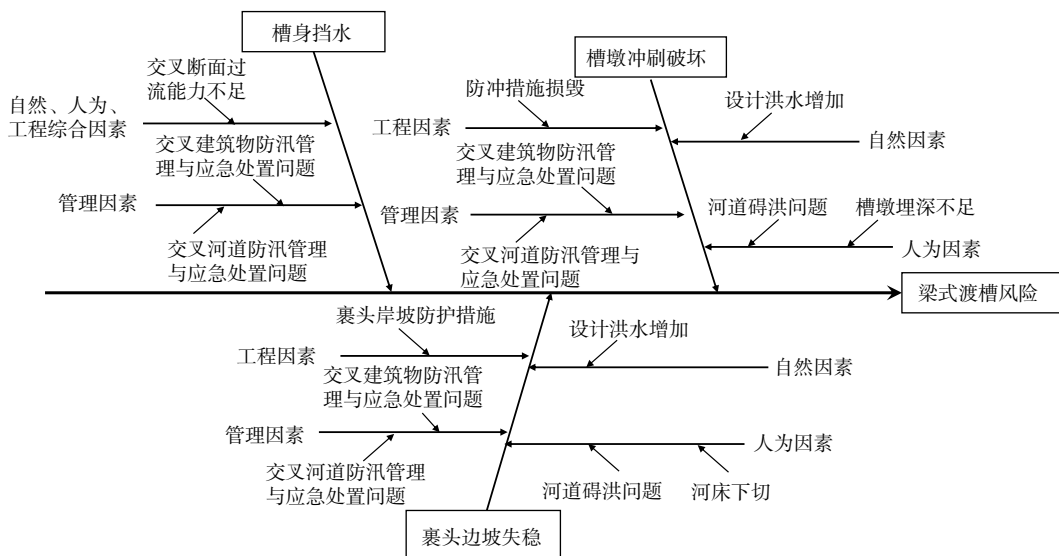 槽身挡水
交叉断面过
流能力不足
自然、人为、
工程综合因素
交叉建筑物防汛管
理与应急处置问题
管理因素
交叉河道防汛管理
与应急处置问题
槽墩冲刷破坏
防冲措施损毁
工程因素
交叉建筑物防汛管
理与应急处置问题
管理因素
交叉河道防汛管理与
应急处置问题
设计洪水增加
自然因素
河道碍洪问题
槽墩埋深不足
人为因素
梁式渡槽风险
裹头岸坡防护措施
工程因素
交叉建筑物防汛管
理与应急处置问题
管理因素
交叉河道防汛管理
与应急处置问题
设计洪水增加
自然因素
人为因素
河道碍洪问题
河床下切
裹头边坡失稳